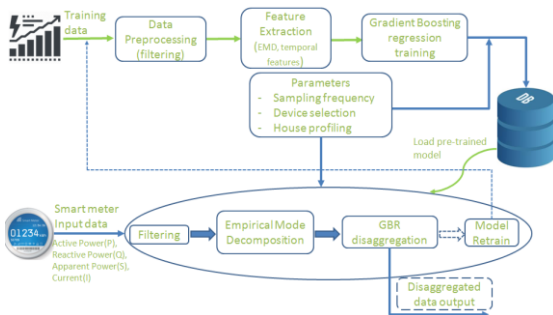 Training
data
Data
Preprocessing
(filtering)
Feature
Extraction
(EMD, temporal
features)
Gradient Boosting
regression
training
Parameters
- Sampling frequency
- Device selection
- House profiling
DB
Load pre-trained
model
Smart meter
Input data
Active Power(P),
Reactive Power(Q),
Apparent Power(S),
Current(I)
01234
Filtering
Empirical Mode
Decomposition
GBR
disaggregation
Model
Retrain
Disaggregated
data output